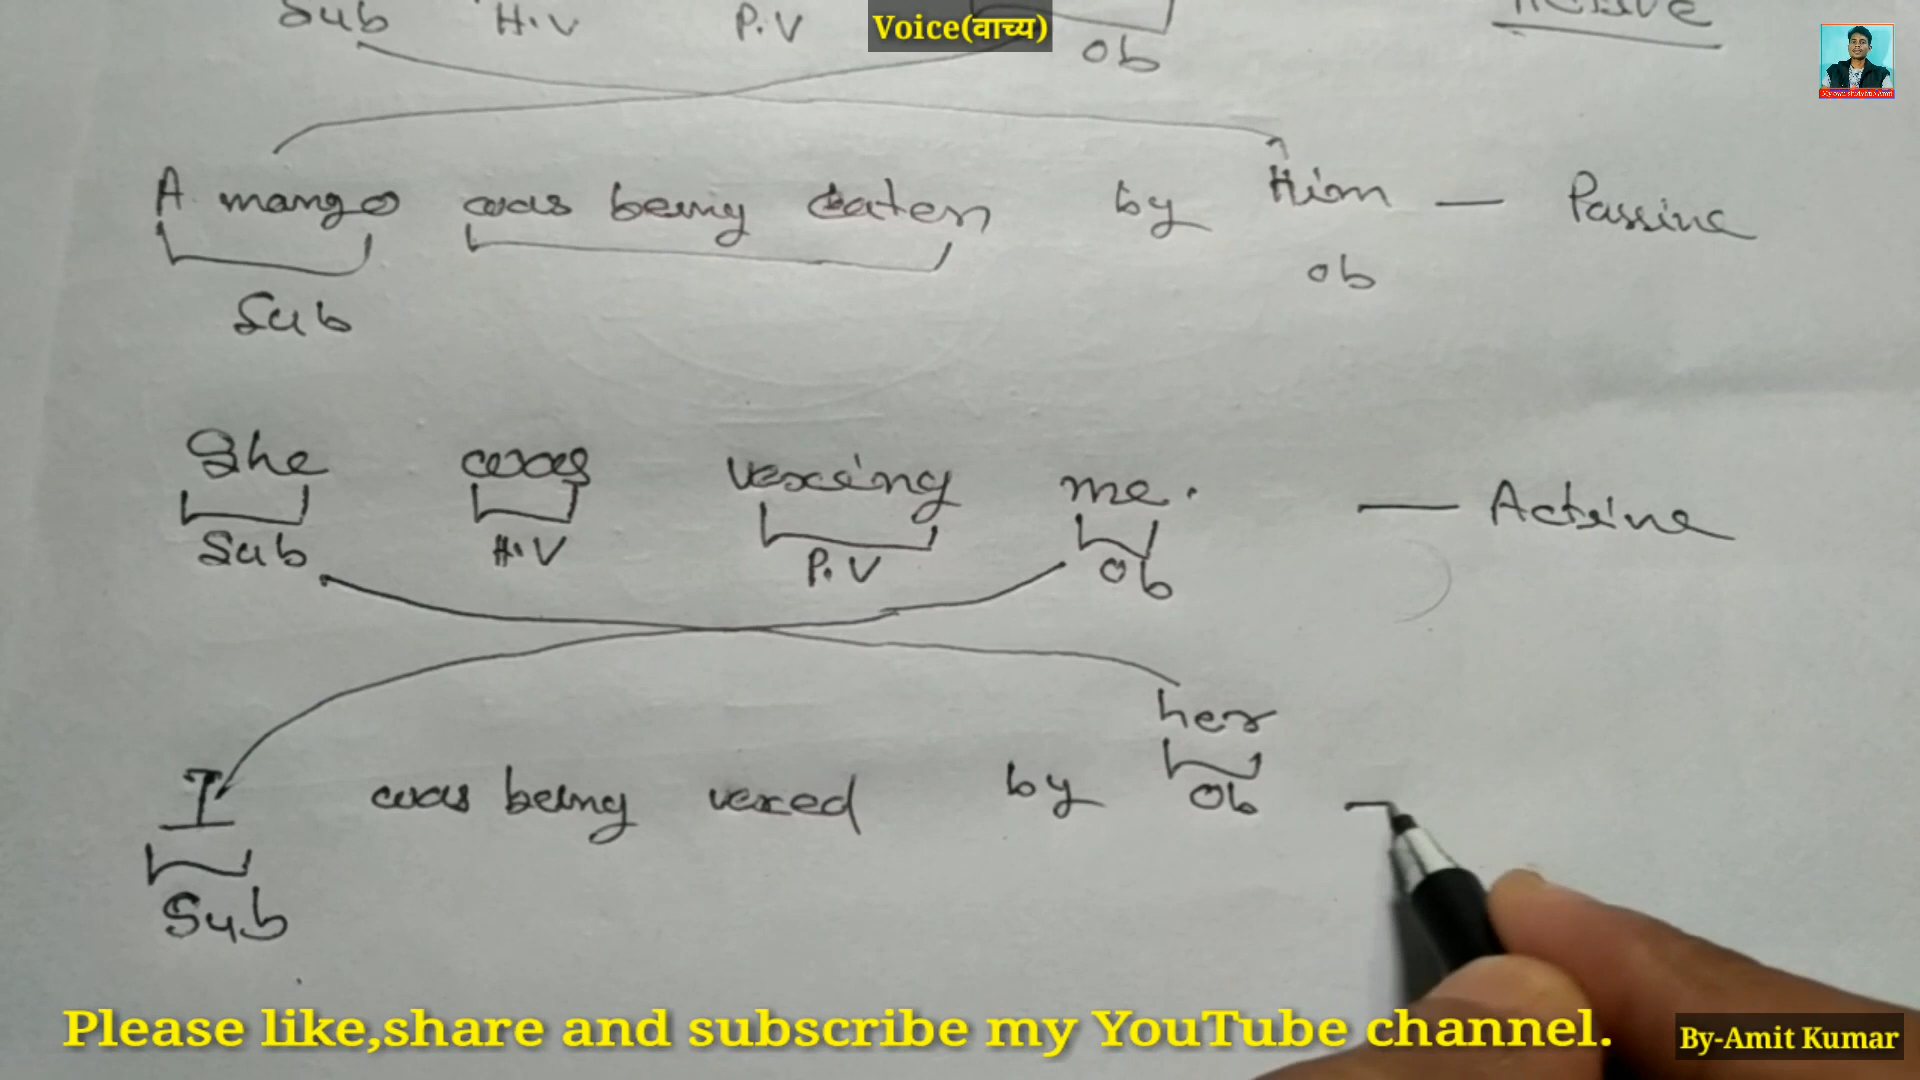 Sub H.V P.V ob
Voice(वाच्य)
A mango was being eaten by Him — Passive
Sub ob
She was vexing me. — Active
Sub H.V P.V ob
her
I was being vexed by ob —
Sub
Please like,share and subscribe my YouTube channel.
By-Amit Kumar